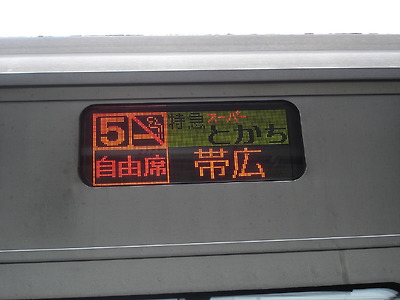 5 特急 スーパー とかち
自由席 帯広